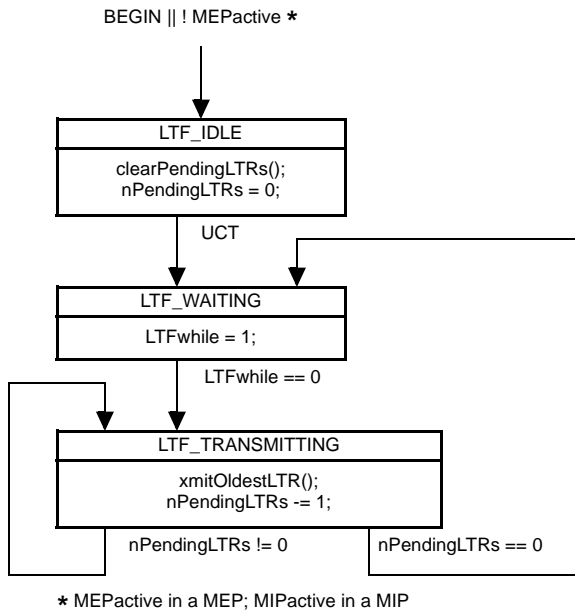 BEGIN || ! MEPactive *
LTF_IDLE
clearPendingLTRs();
nPendingLTRs = 0;
UCT
LTF_WAITING
LTFwhile = 1;
LTFwhile == 0
LTF_TRANSMITTING
xmitOldestLTR();
nPendingLTRs -= 1;
nPendingLTRs != 0
nPendingLTRs == 0
* MEPactive in a MEP; MIPactive in a MIP